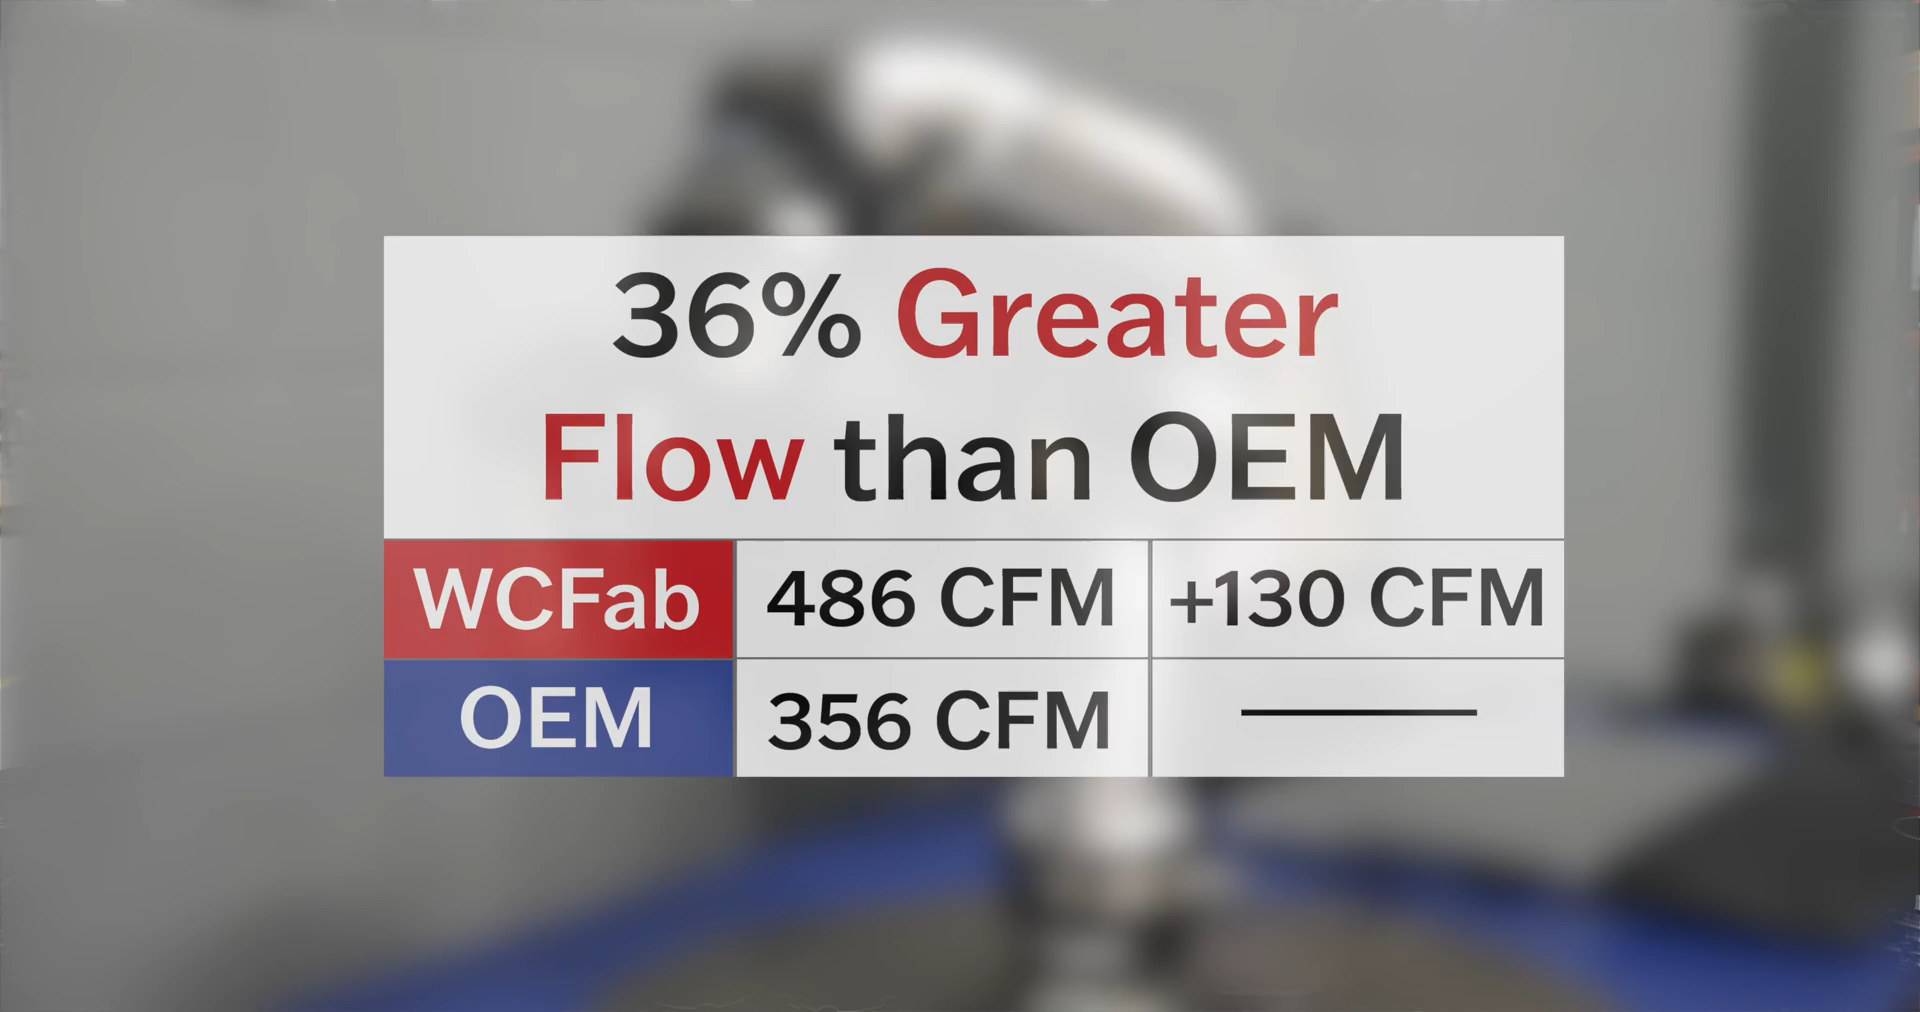 36% Greater
Flow than OEM
WCFab 486 CFM +130 CFM
OEM 356 CFM